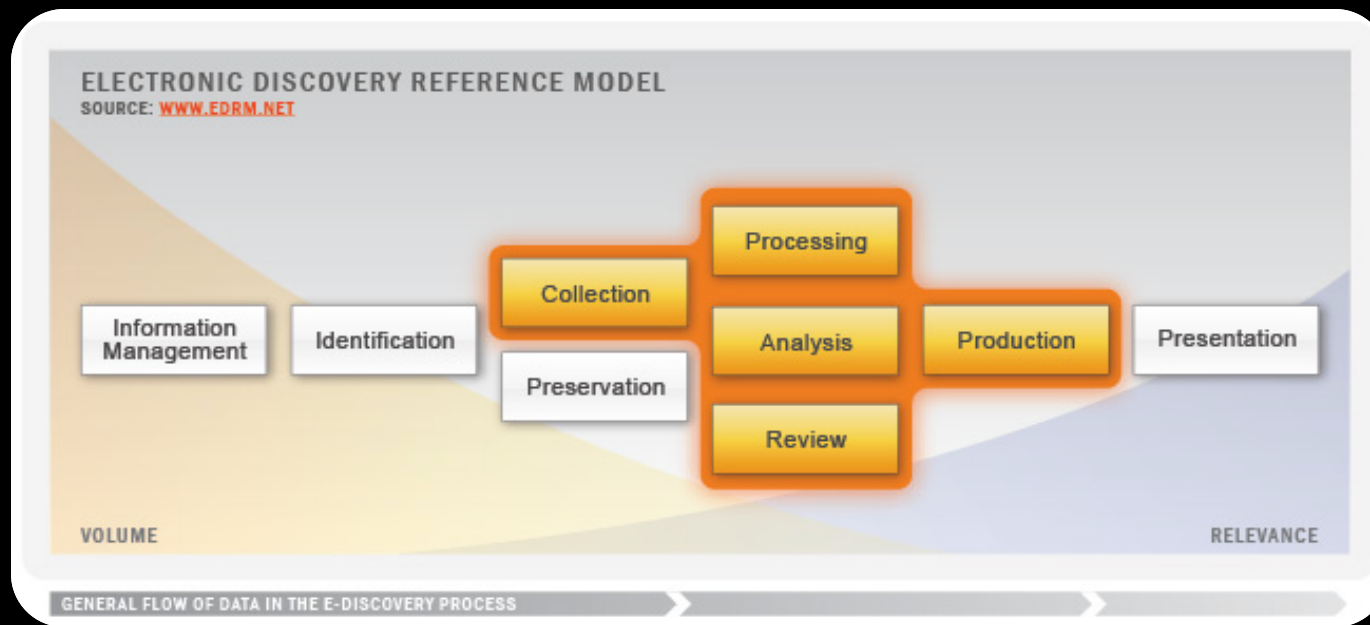 ELECTRONIC DISCOVERY REFERENCE MODEL
SOURCE: WWW.EDRM.NET
Information
Management
Identification
Collection
Preservation
Processing
Analysis
Review
Production
Presentation
VOLUME
RELEVANCE
GENERAL FLOW OF DATA IN THE E-DISCOVERY PROCESS